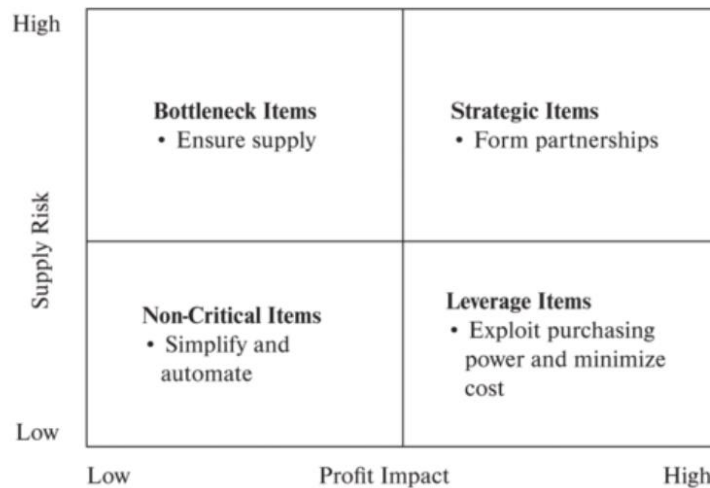 High
Bottleneck Items
• Ensure supply
Strategic Items
• Form partnerships
Supply Risk
Non-Critical Items
• Simplify and
automate
Leverage Items
• Exploit purchasing
power and minimize
cost
Low
Low
Profit Impact
High